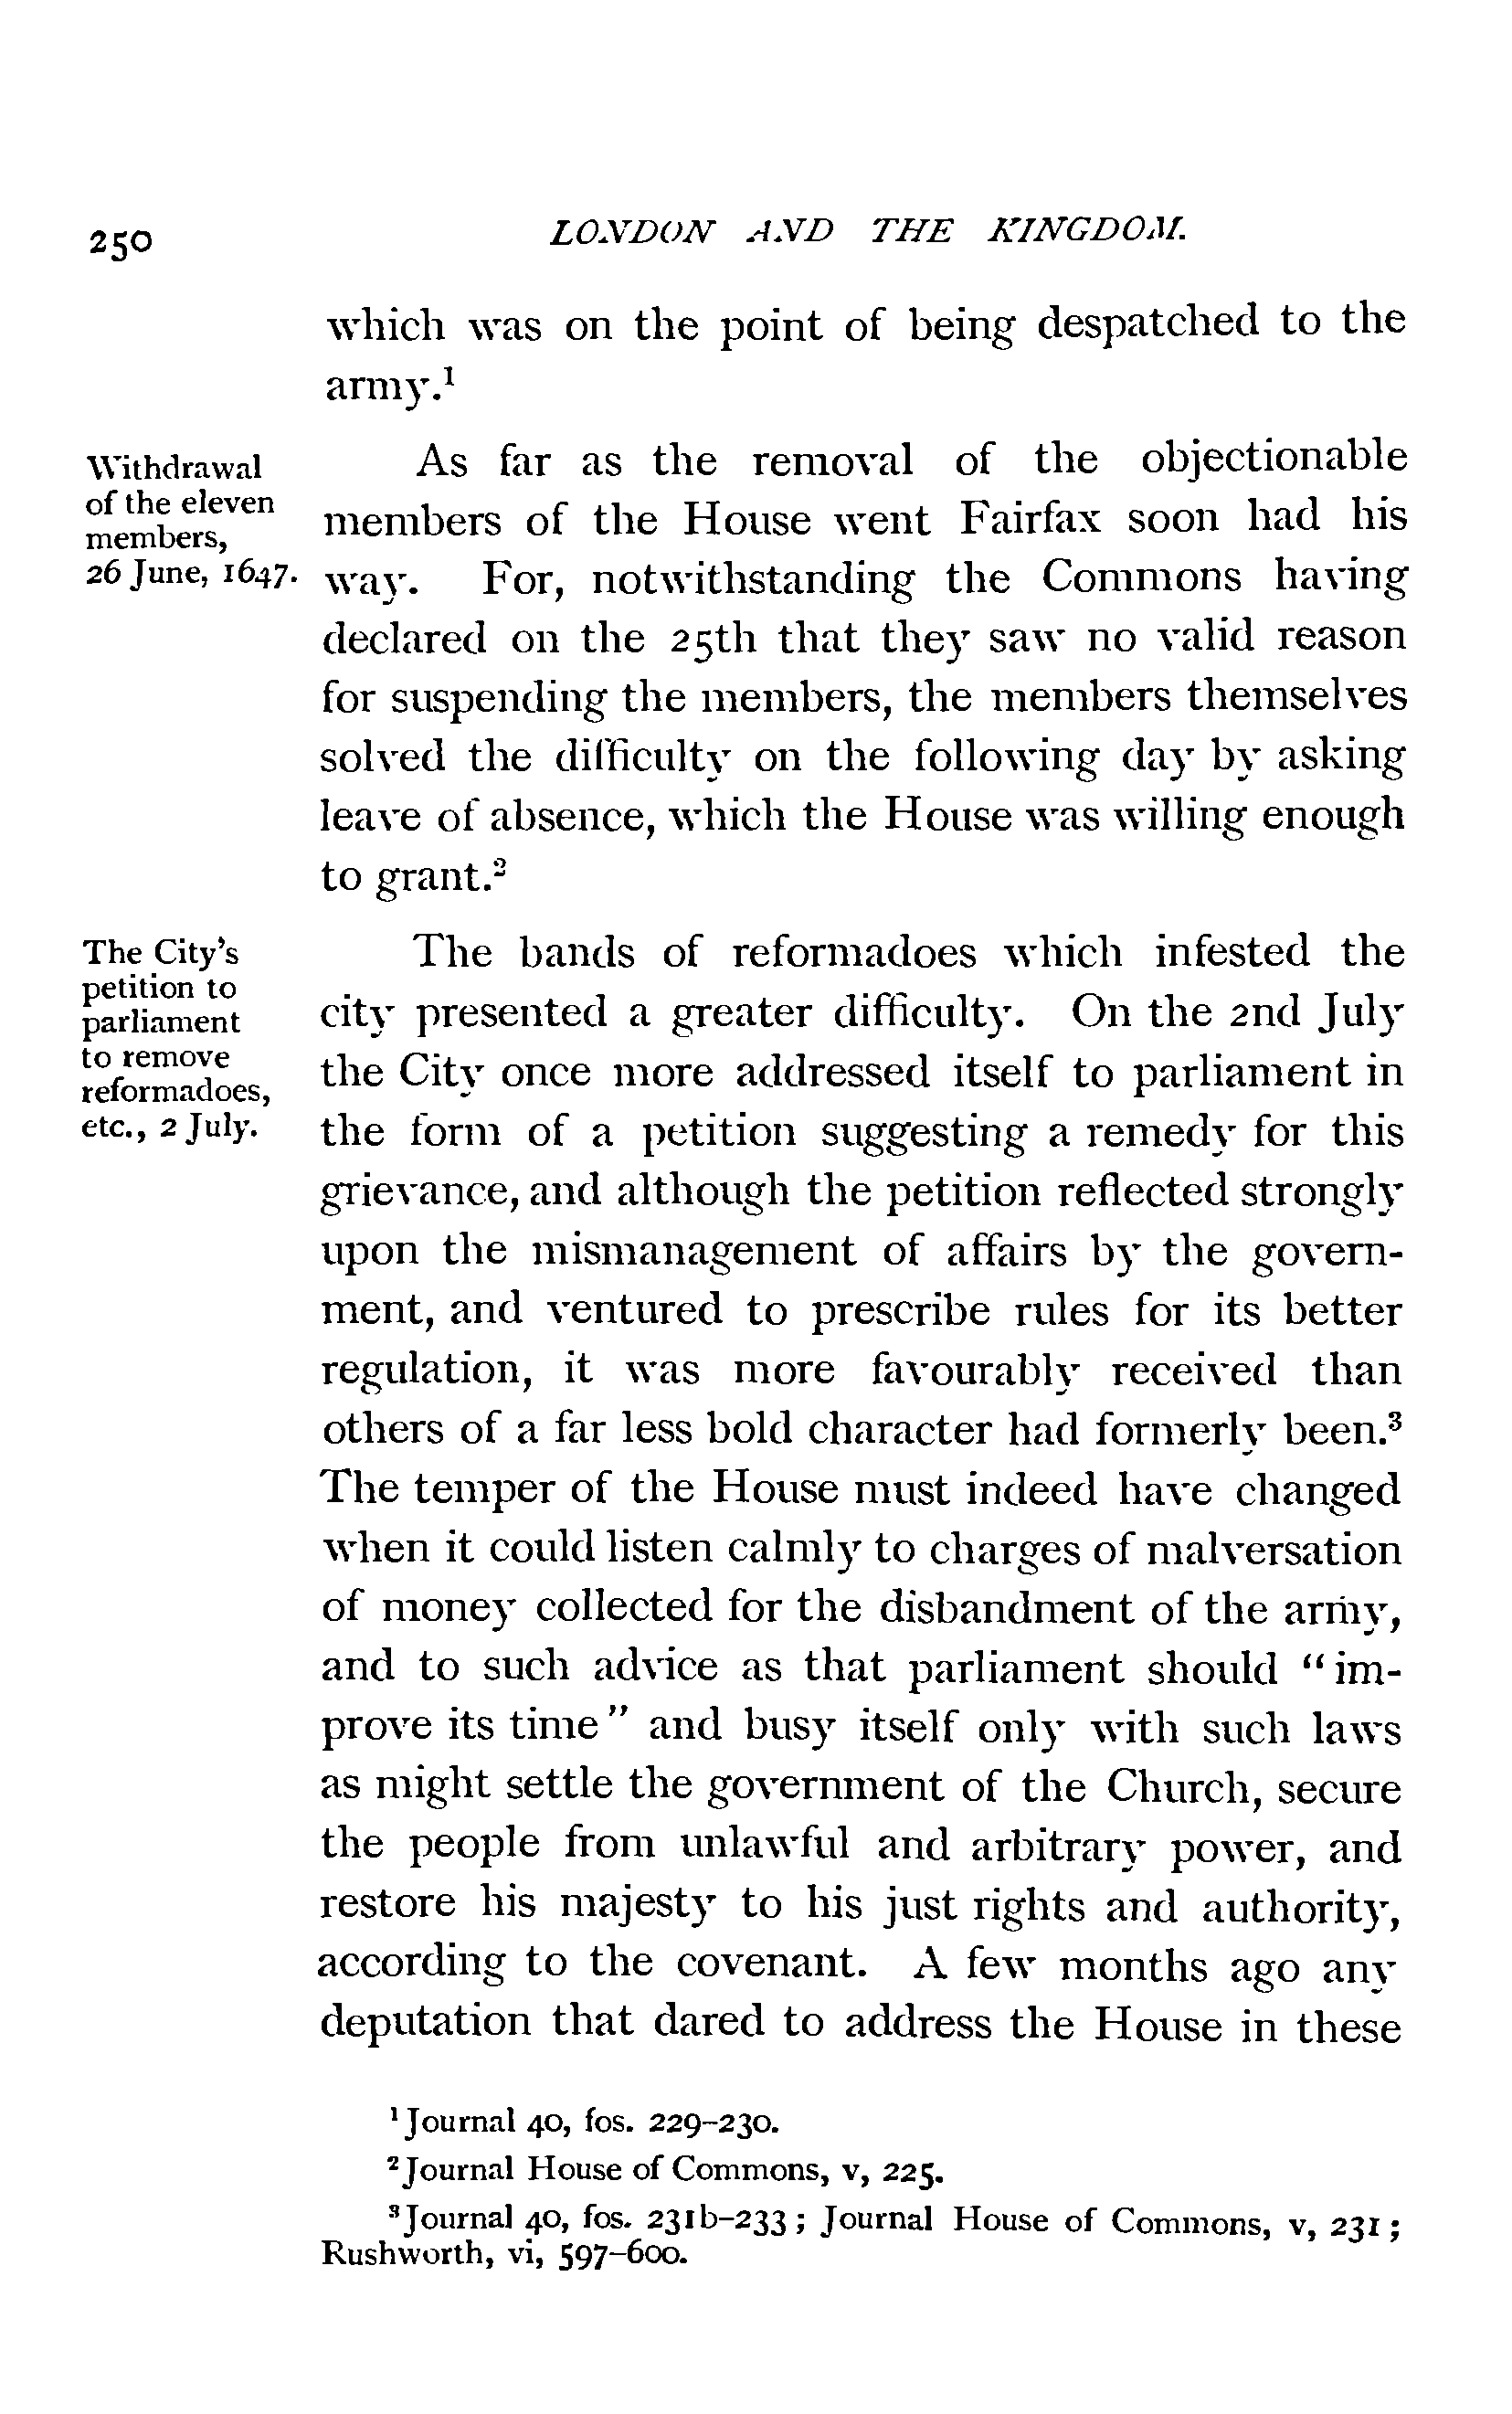 250
LONDON AND THE KINGDOM.
which was on the point of being despatched to the
army.¹
Withdrawal
of the eleven
members,
26 June, 1647.
As far as the removal of the objectionable
members of the House went Fairfax soon had his
way. For, notwithstanding the Commons having
declared on the 25th that they saw no valid reason
for suspending the members, the members themselves
solved the difficulty on the following day by asking
leave of absence, which the House was willing enough
to grant.²
The City's
petition to
parliament
to remove
reformadoes,
etc., 2 July.
The bands of reformadoes which infested the
city presented a greater difficulty. On the 2nd July
the City once more addressed itself to parliament in
the form of a petition suggesting a remedy for this
grievance, and although the petition reflected strongly
upon the mismanagement of affairs by the govern-
ment, and ventured to prescribe rules for its better
regulation, it was more favourably received than
others of a far less bold character had formerly been.³
The temper of the House must indeed have changed
when it could listen calmly to charges of malversation
of money collected for the disbandment of the army,
and to such advice as that parliament should "im-
prove its time" and busy itself only with such laws
as might settle the government of the Church, secure
the people from unlawful and arbitrary power, and
restore his majesty to his just rights and authority,
according to the covenant. A few months ago any
deputation that dared to address the House in these
¹ Journal 40, fos. 229-230.
² Journal House of Commons, v, 225.
³ Journal 40, fos. 231b-233; Journal House of Commons, v, 231;
Rushworth, vi, 597-600.